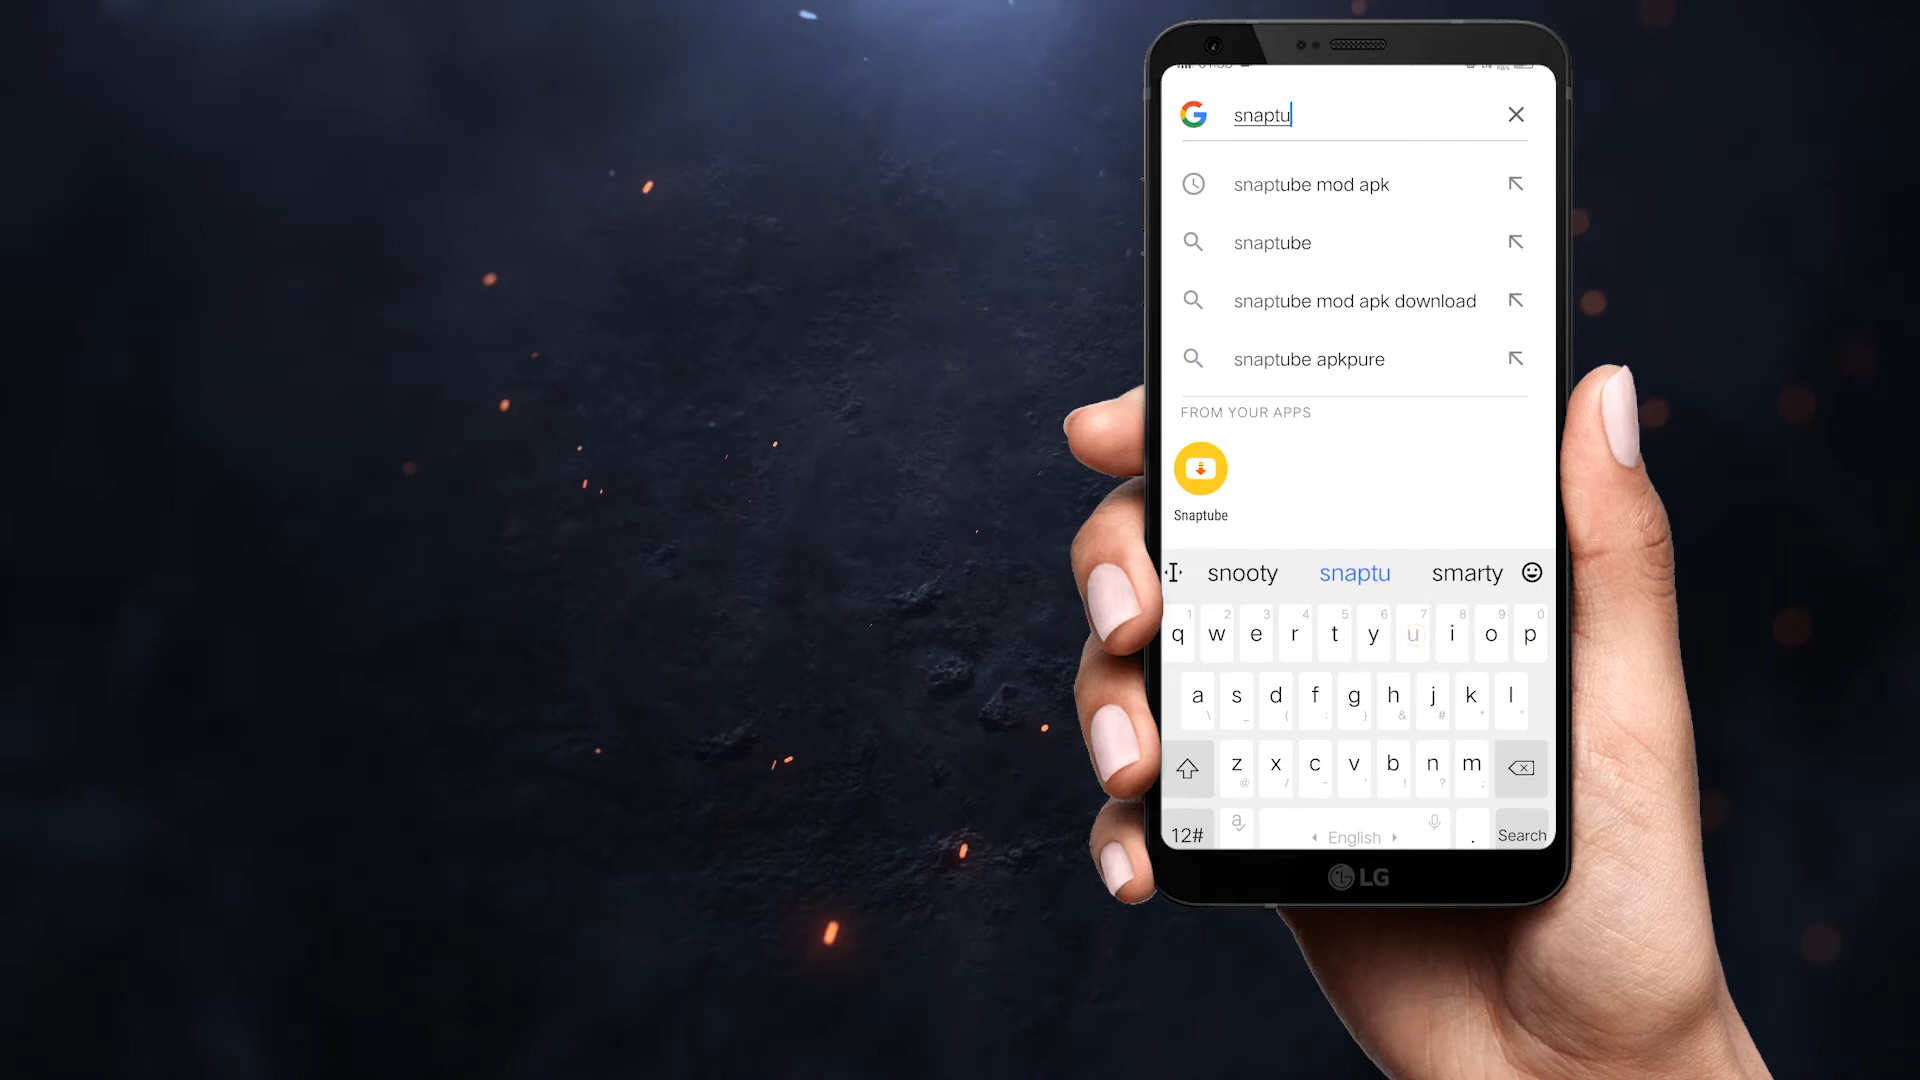 snaptu
snaptube mod apk
snaptube
snaptube mod apk download
snaptube apkpure
FROM YOUR APPS
Snaptube
snooty snaptu smarty
1 2 3 4 5 6 7 8 9 0
q w e r t y u i o p
a s d f g h j k l
z x c v b n m
12# English . Search
LG